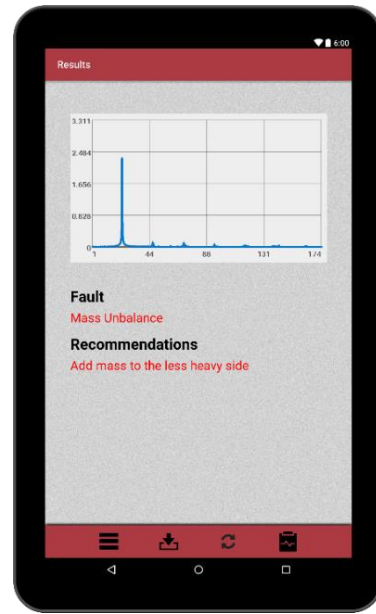 6:00
Results
3.311
2.484
1.656
0.828
0
1 44 88 131 174
Fault
Mass Unbalance
Recommendations
Add mass to the less heavy side